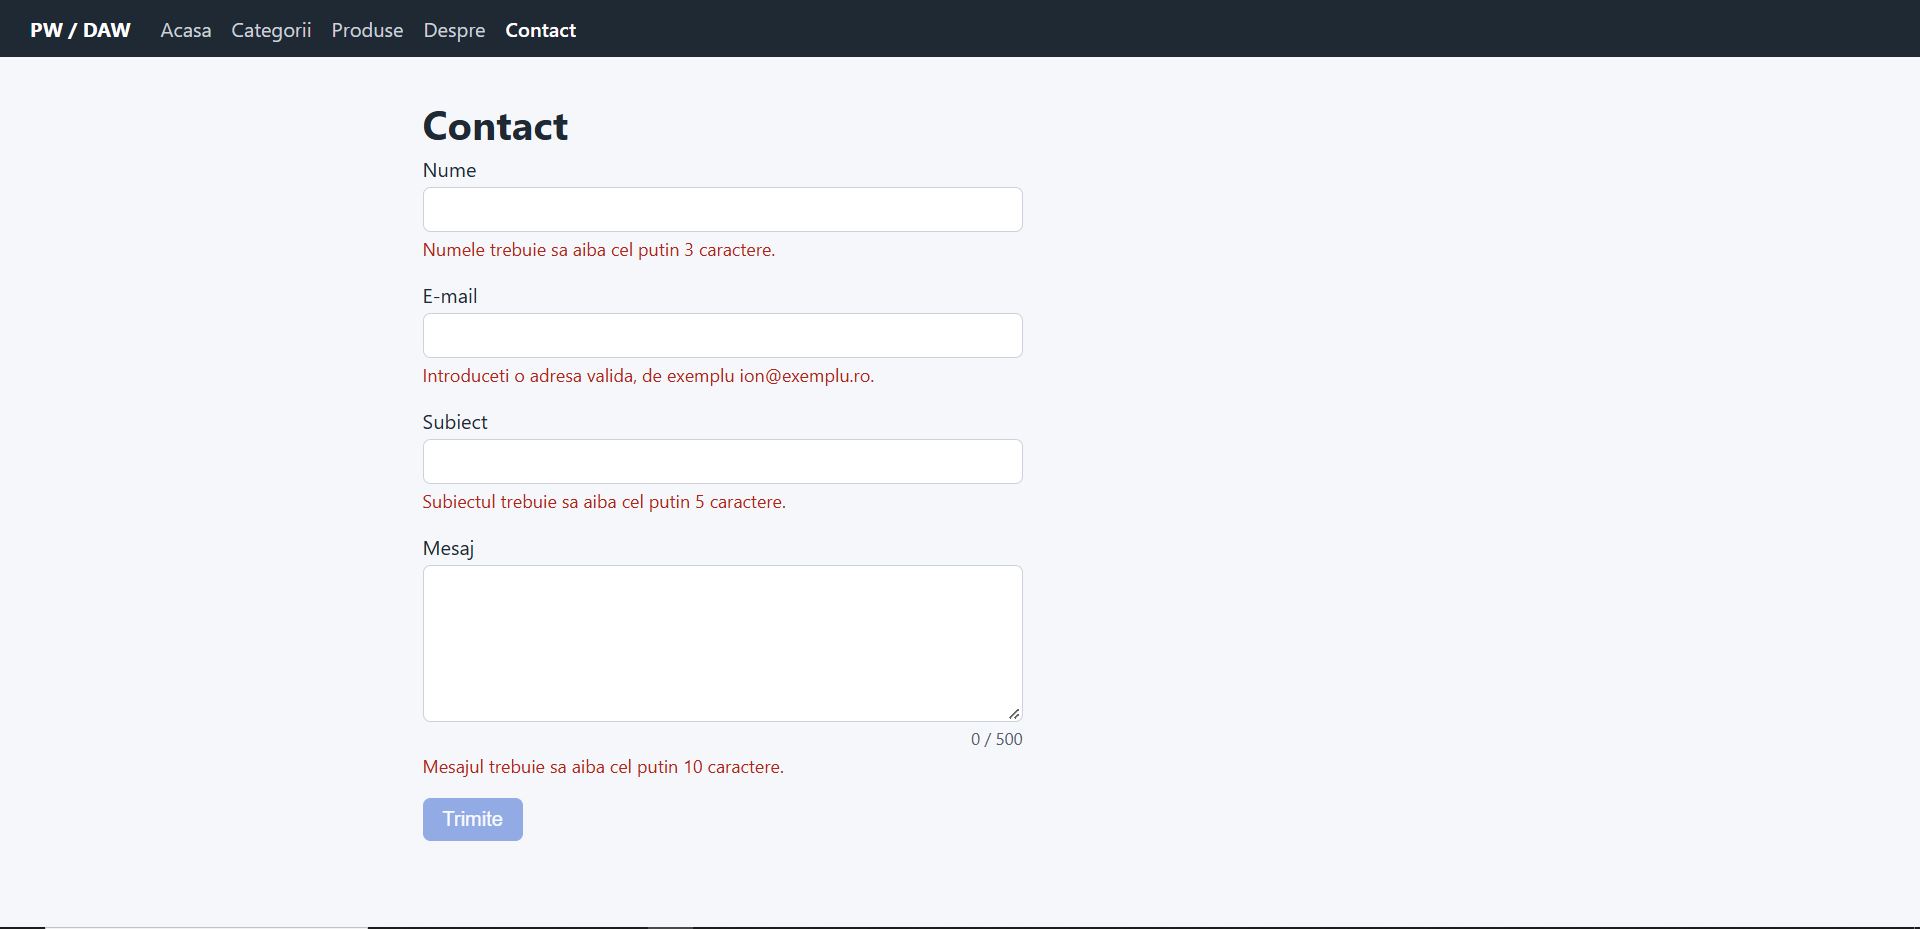 PW / DAW Acasa Categorii Produse Despre Contact
Contact
Nume
Numele trebuie sa aiba cel putin 3 caractere.
E-mail
Introduceti o adresa valida, de exemplu ion@exemplu.ro.
Subiect
Subiectul trebuie sa aiba cel putin 5 caractere.
Mesaj
0 / 500
Mesajul trebuie sa aiba cel putin 10 caractere.
Trimite